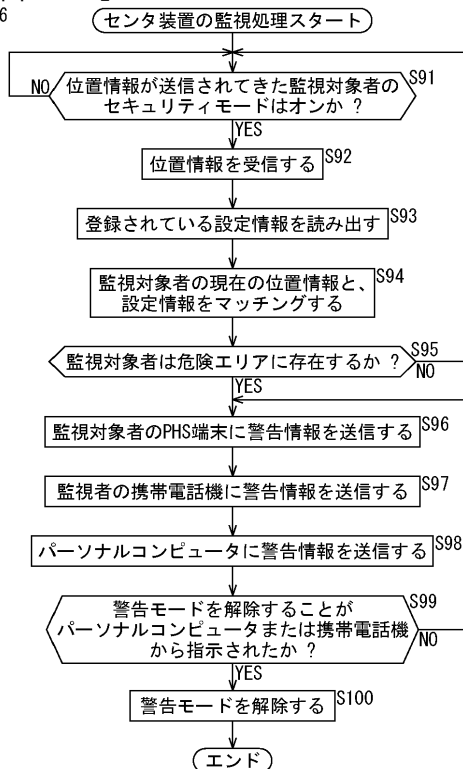 6
センタ装置の監視処理スタート
位置情報が送信されてきた監視対象者の
セキュリティモードはオンか ?
S91
NO
YES
位置情報を受信する
S92
登録されている設定情報を読み出す
S93
監視対象者の現在の位置情報と、
設定情報をマッチングする
S94
監視対象者は危険エリアに存在するか ?
S95
NO
YES
監視対象者のPHS端末に警告情報を送信する
S96
監視者の携帯電話機に警告情報を送信する
S97
パーソナルコンピュータに警告情報を送信する
S98
警告モードを解除することが
パーソナルコンピュータまたは携帯電話機
から指示されたか ?
S99
NO
YES
警告モードを解除する
S100
エンド